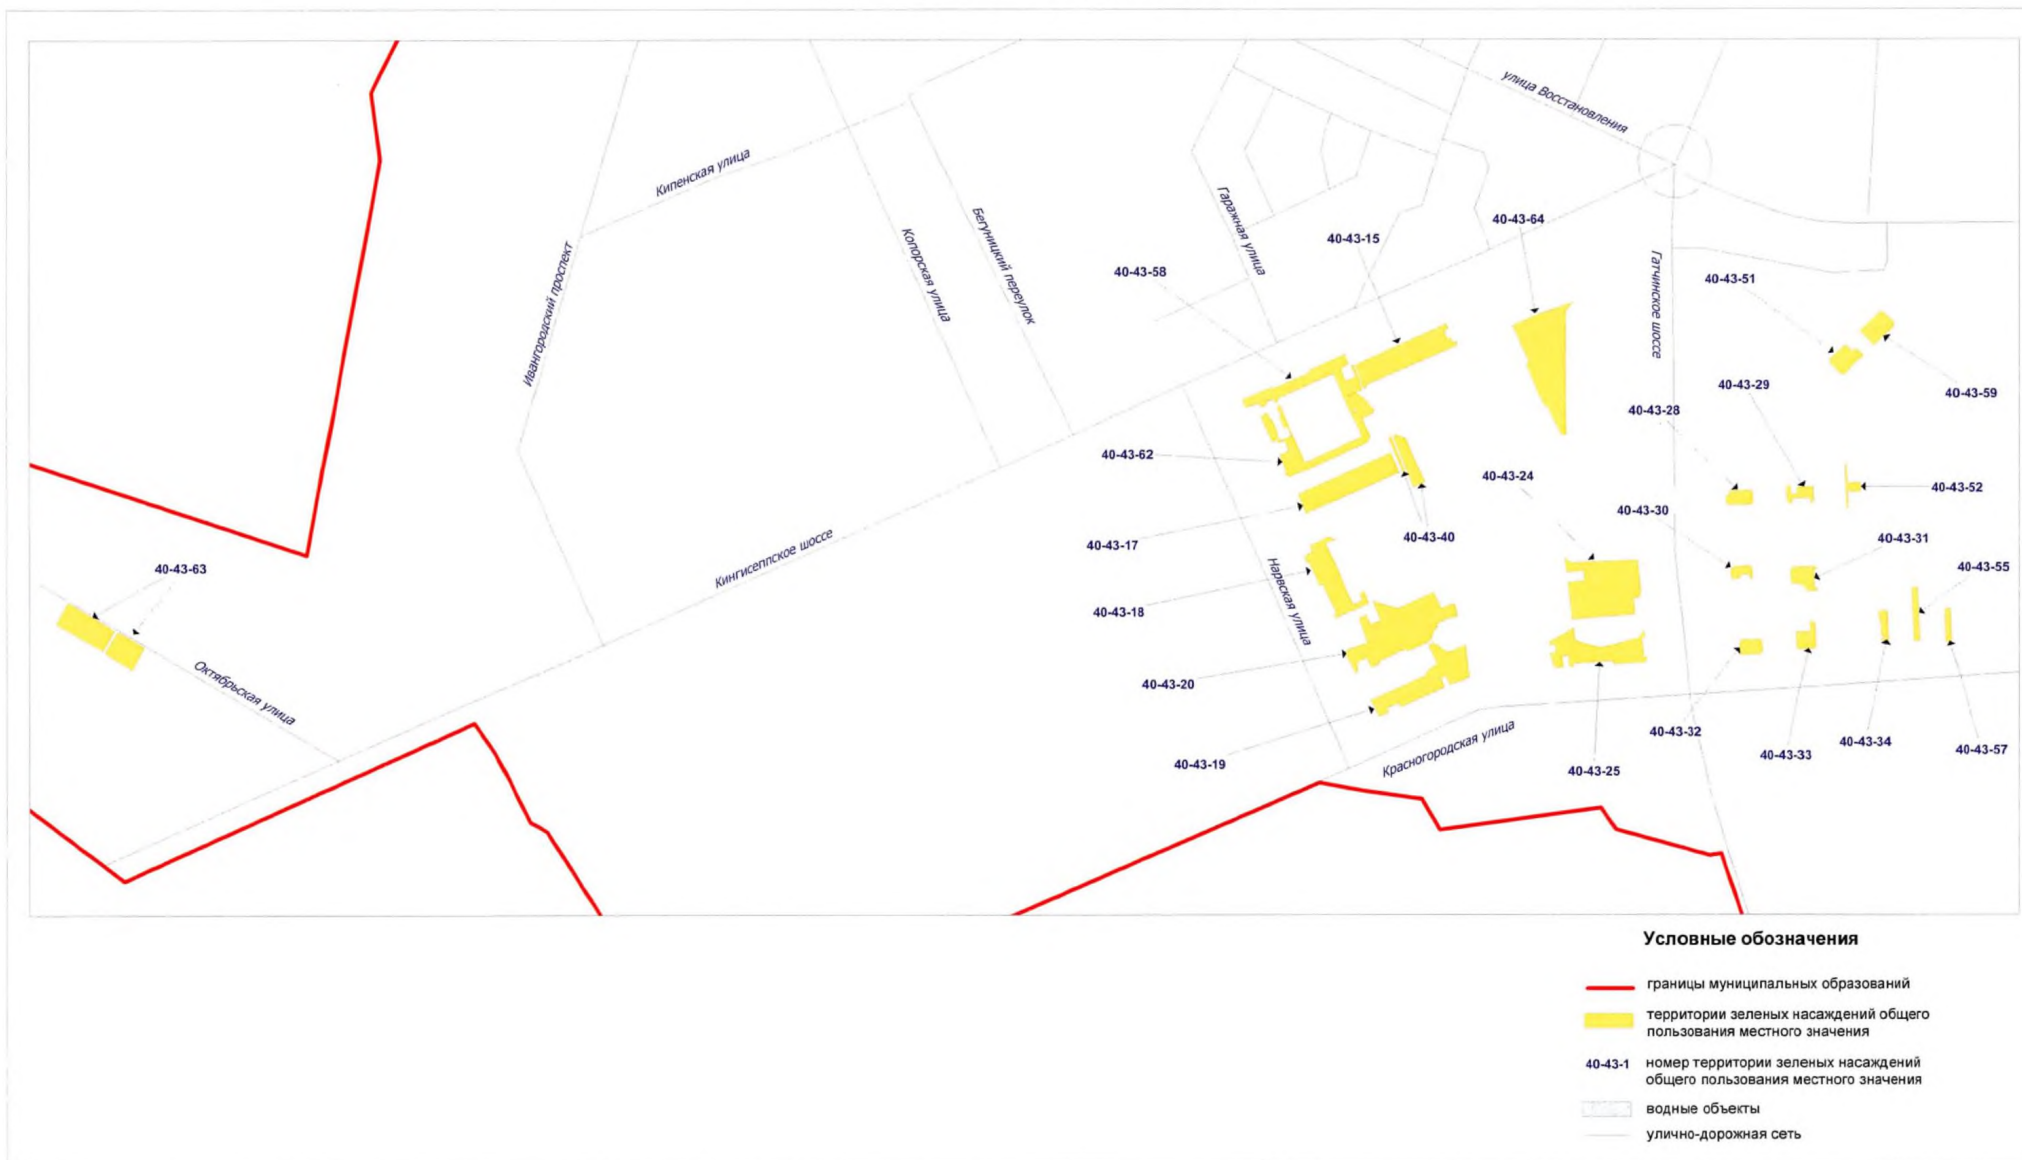 улица Восстановления
Кипенская улица
Гаражная улица
Бегуницкий переулок
Копорская улица
Ивангородский проспект
Гатчинское шоссе
40-43-64
40-43-15
40-43-58
40-43-51
40-43-29
40-43-59
40-43-28
40-43-62
40-43-24
40-43-52
40-43-30
40-43-17
40-43-40
40-43-31
40-43-55
Кингисеппское шоссе
Нарвская улица
40-43-63
40-43-18
Октябрьская улица
40-43-20
40-43-32
40-43-33
40-43-34
40-43-57
40-43-19
Красногородская улица
40-43-25
Условные обозначения
границы муниципальных образований
территории зеленых насаждений общего
пользования местного значения
40-43-1 номер территории зеленых насаждений
общего пользования местного значения
водные объекты
улично-дорожная сеть